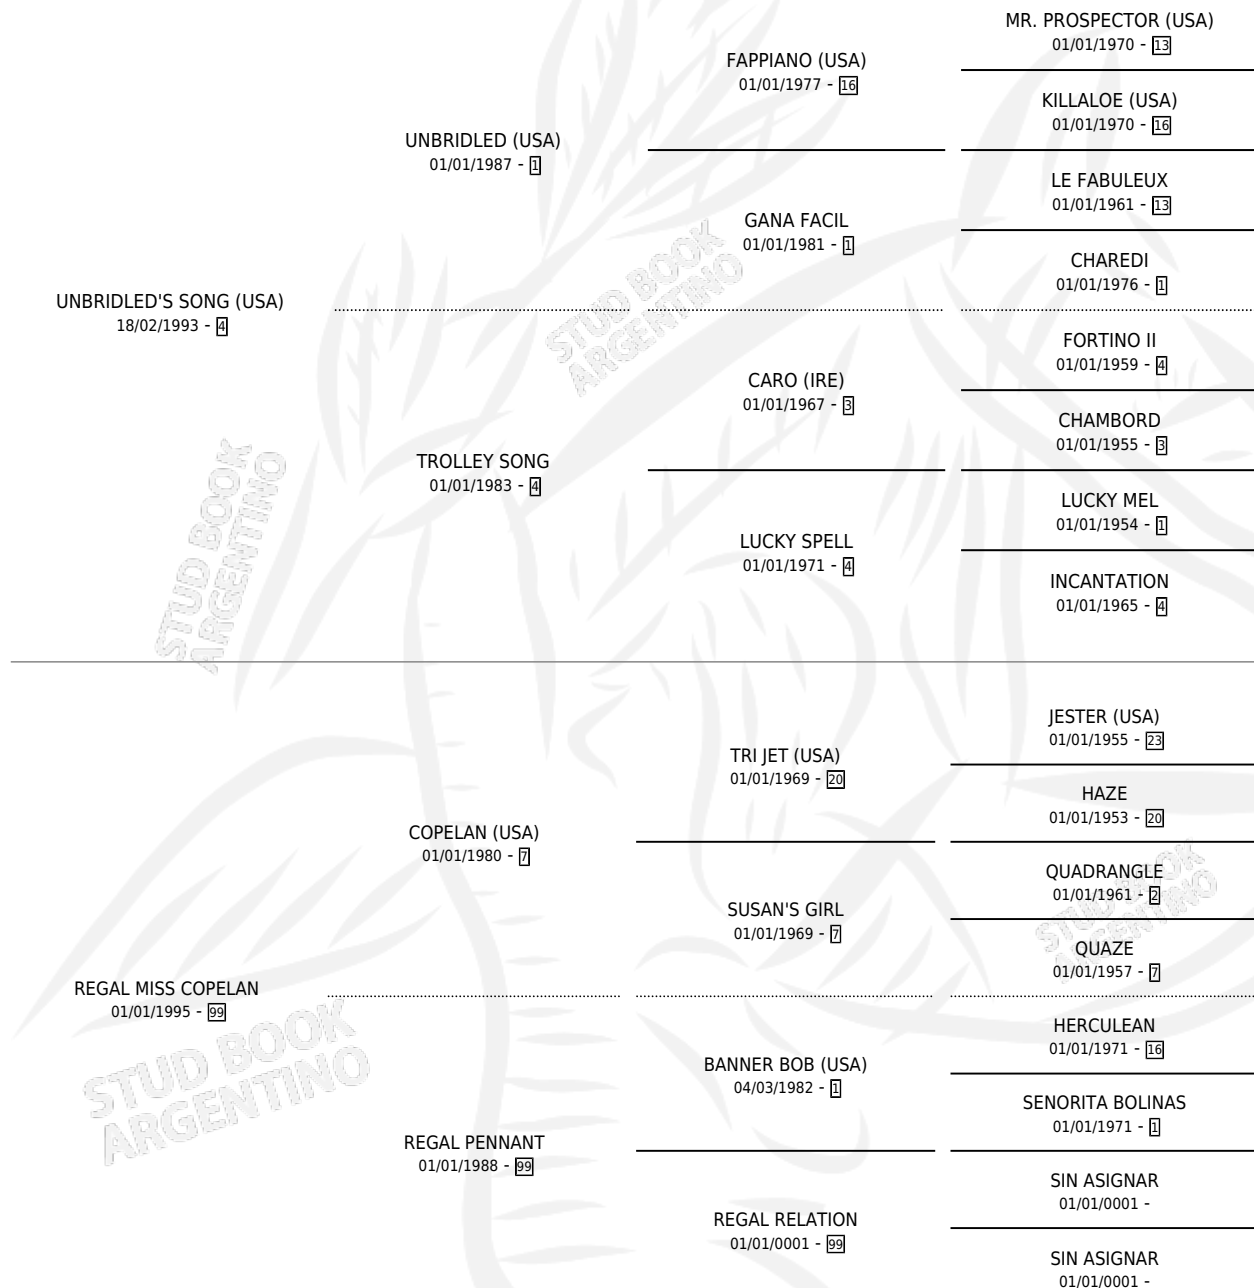 MR. PROSPECTOR (USA)
01/01/1970 - 13
FAPPIANO (USA)
01/01/1977 - 16
KILLALOE (USA)
01/01/1970 - 16
UNBRIDLED (USA)
01/01/1987 - 1
LE FABULEUX
01/01/1961 - 13
GANA FACIL
01/01/1981 - 1
CHAREDI
01/01/1976 - 1
UNBRIDLED'S SONG (USA)
18/02/1993 - 4
FORTINO II
01/01/1959 - 4
CARO (IRE)
01/01/1967 - 3
CHAMBORD
01/01/1955 - 3
TROLLEY SONG
01/01/1983 - 4
LUCKY MEL
01/01/1954 - 1
LUCKY SPELL
01/01/1971 - 4
INCANTATION
01/01/1965 - 4
JESTER (USA)
01/01/1955 - 23
TRI JET (USA)
01/01/1969 - 20
HAZE
01/01/1953 - 20
COPELAN (USA)
01/01/1980 - 7
QUADRANGLE
01/01/1961 - 2
SUSAN'S GIRL
01/01/1969 - 7
QUAZE
01/01/1957 - 7
REGAL MISS COPELAN
01/01/1995 - 99
HERCULEAN
01/01/1971 - 16
BANNER BOB (USA)
04/03/1982 - 1
SENORITA BOLINAS
01/01/1971 - 1
REGAL PENNANT
01/01/1988 - 99
SIN ASIGNAR
01/01/0001 -
REGAL RELATION
01/01/0001 - 99
SIN ASIGNAR
01/01/0001 -
STUD BOOK
ARGENTINO
STUD BOOK
ARGENTINO
STUD BOOK
ARGENTINO
STUD BOOK
ARGENTINO